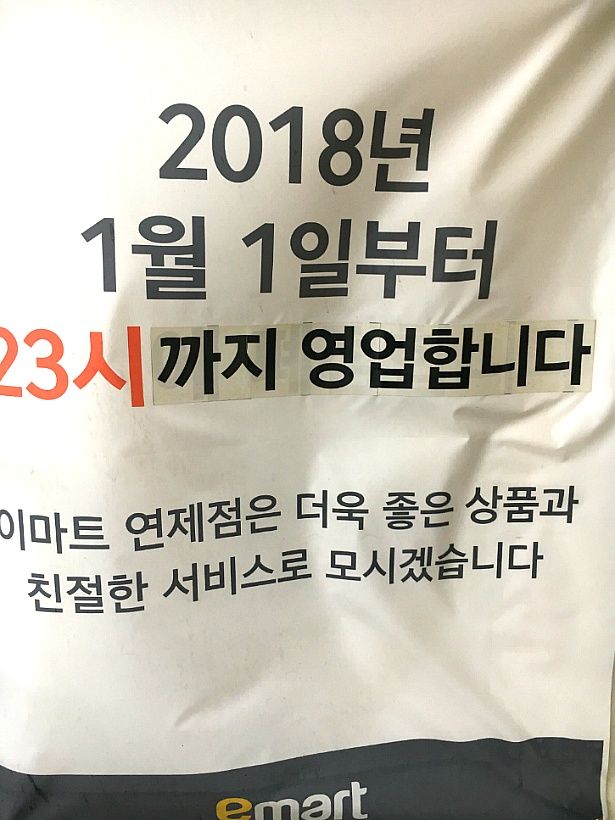 2018년
1월 1일부터
23시까지 영업합니다
이마트 연제점은 더욱 좋은 상품과
친절한 서비스로 모시겠습니다
emart